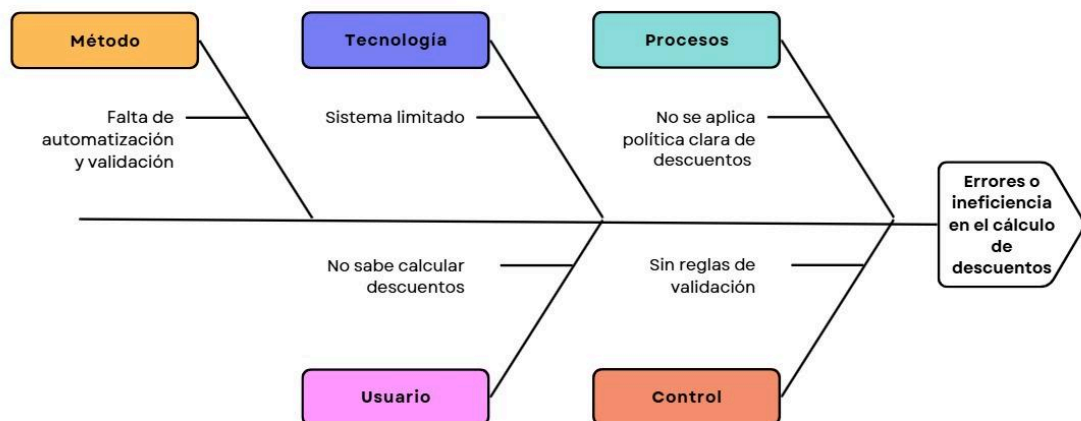 Método
Tecnología
Procesos
Falta de
automatización
y validación
Sistema limitado
No se aplica
política clara de
descuentos
Errores o
ineficiencia
en el cálculo
de
descuentos
No sabe calcular
descuentos
Sin reglas de
validación
Usuario
Control